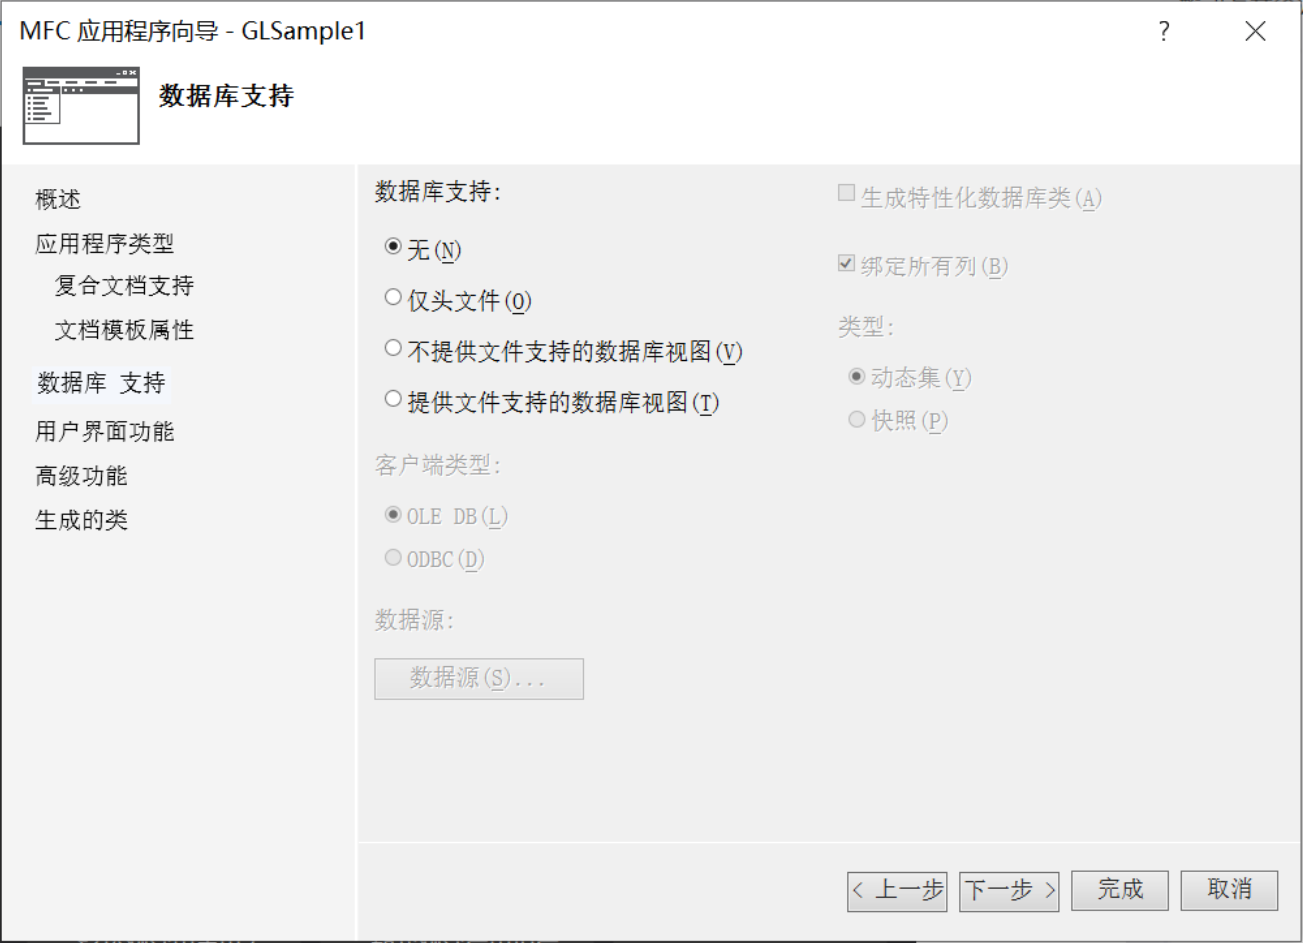 MFC 应用程序向导 - GLSample1
?
数据库支持
概述
应用程序类型
复合文档支持
文档模板属性
数据库 支持
用户界面功能
高级功能
生成的类
数据库支持:
无(N)
仅头文件(O)
不提供文件支持的数据库视图(V)
提供文件支持的数据库视图(T)
客户端类型:
OLE DB(L)
ODBC(D)
数据源:
数据源(S)...
生成特性化数据库类(A)
绑定所有列(B)
类型:
动态集(Y)
快照(P)
< 上一步
下一步 >
完成
取消